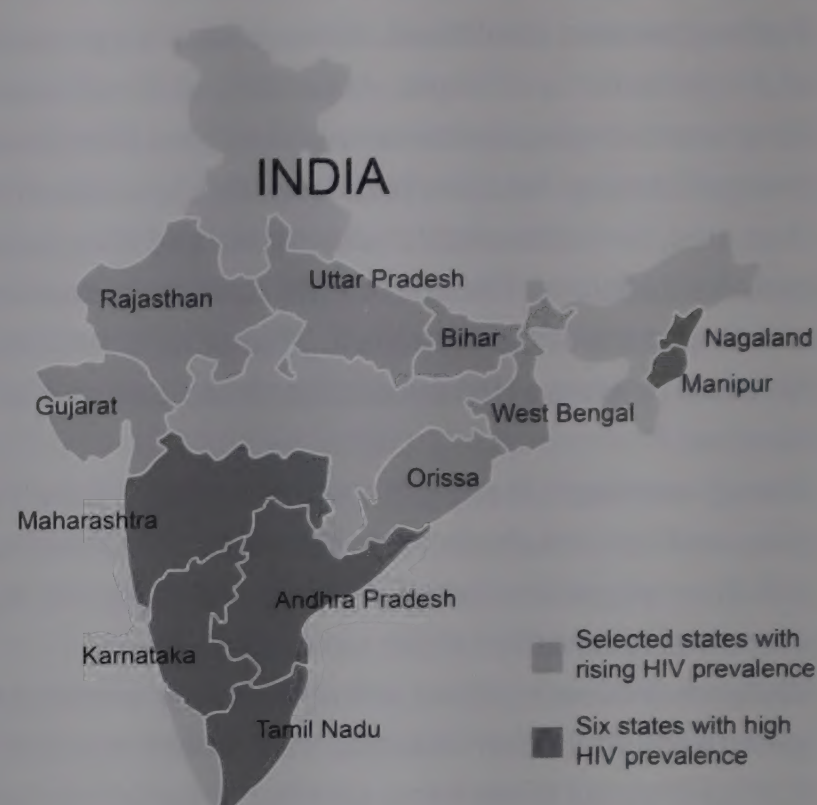 INDIA
Uttar Pradesh
Rajasthan
Bihar
Nagaland
Manipur
Gujarat
West Bengal
Orissa
Maharashtra
Andhra Pradesh
Karnataka
Tamil Nadu
Selected states with
rising HIV prevalence
Six states with high
HIV prevalence